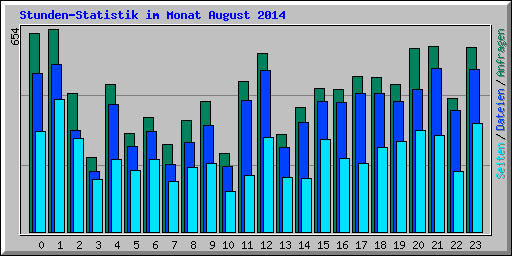 Stunden-Statistik im Monat August 2014
654
Seiten / Dateien / Anfragen
0 1 2 3 4 5 6 7 8 9 10 11 12 13 14 15 16 17 18 19 20 21 22 23